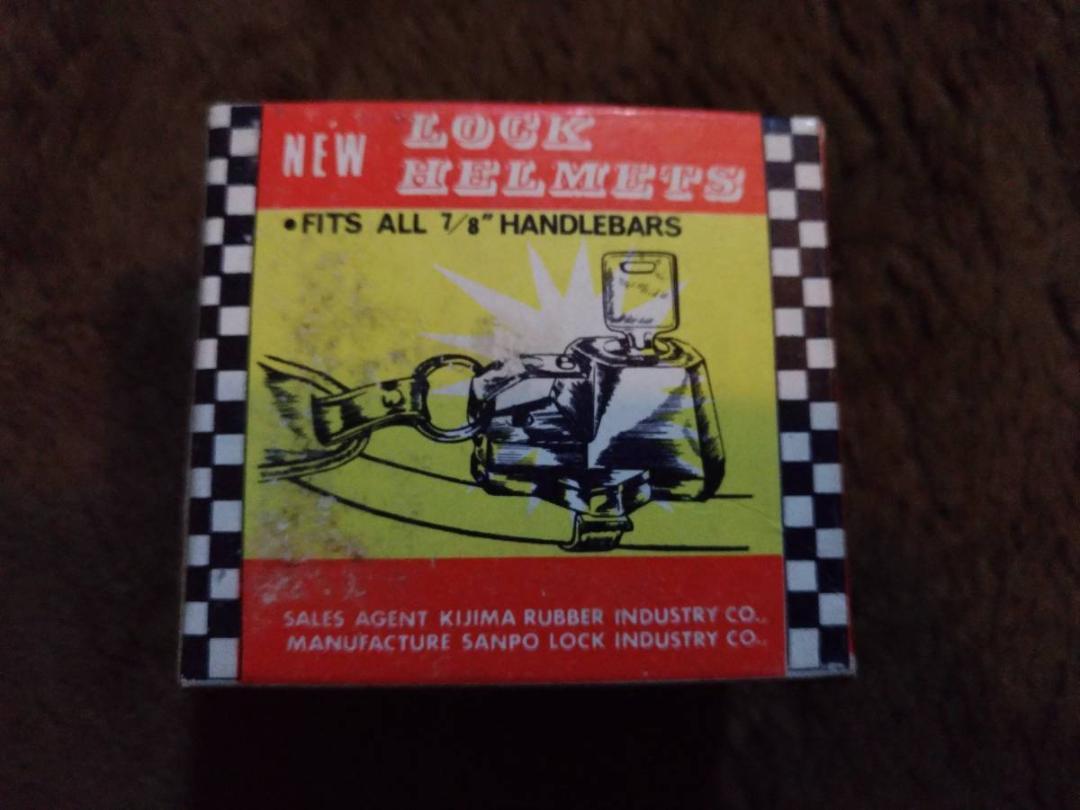 NEW
LOCK
HELMETS
•FITS ALL 7/8" HANDLEBARS
SALES AGENT KIJIMA RUBBER INDUSTRY CO..
MANUFACTURE SANPO LOCK INDUSTRY CO..